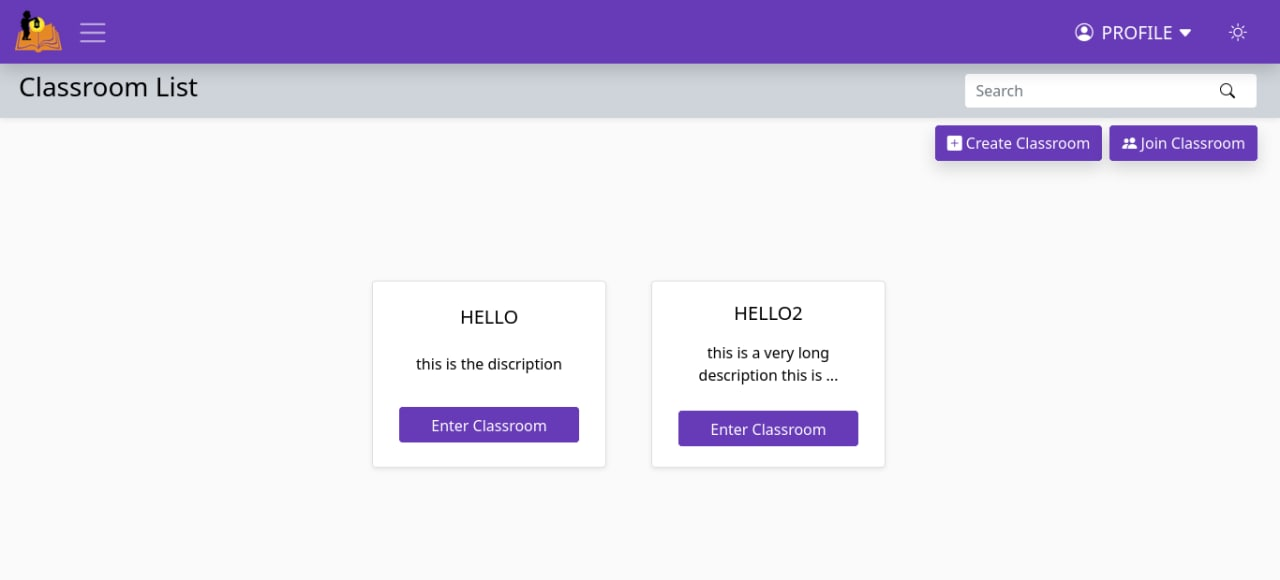 PROFILE
Classroom List
Search
Create Classroom
Join Classroom
HELLO
this is the discription
Enter Classroom
HELLO2
this is a very long
description this is ...
Enter Classroom